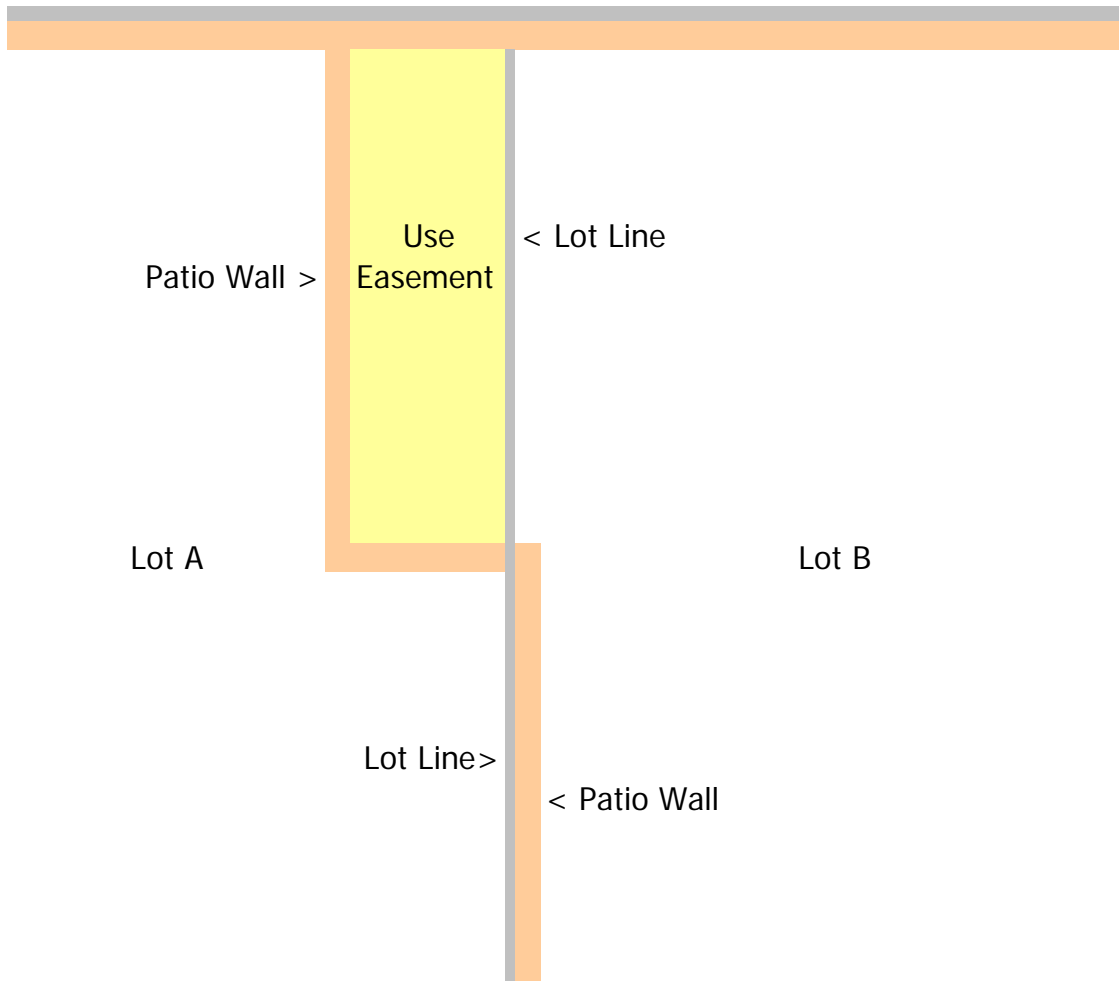 Use
Easement
< Lot Line
Patio Wall >
Lot A
Lot B
Lot Line>
< Patio Wall